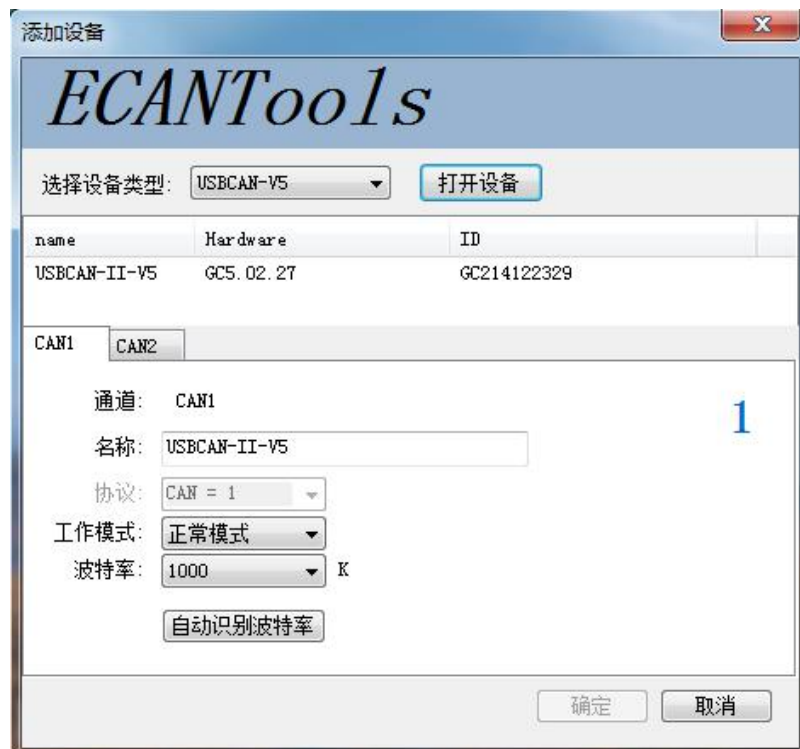 添加设备
ECANTools
选择设备类型: USBCAN-V5 打开设备
name Hardware ID
USBCAN-II-V5 GC5.02.27 GC214122329
CAN1 CAN2
通道: CAN1
1
名称: USBCAN-II-V5
协议: CAN = 1
工作模式: 正常模式
波特率: 1000 K
自动识别波特率
确定 取消